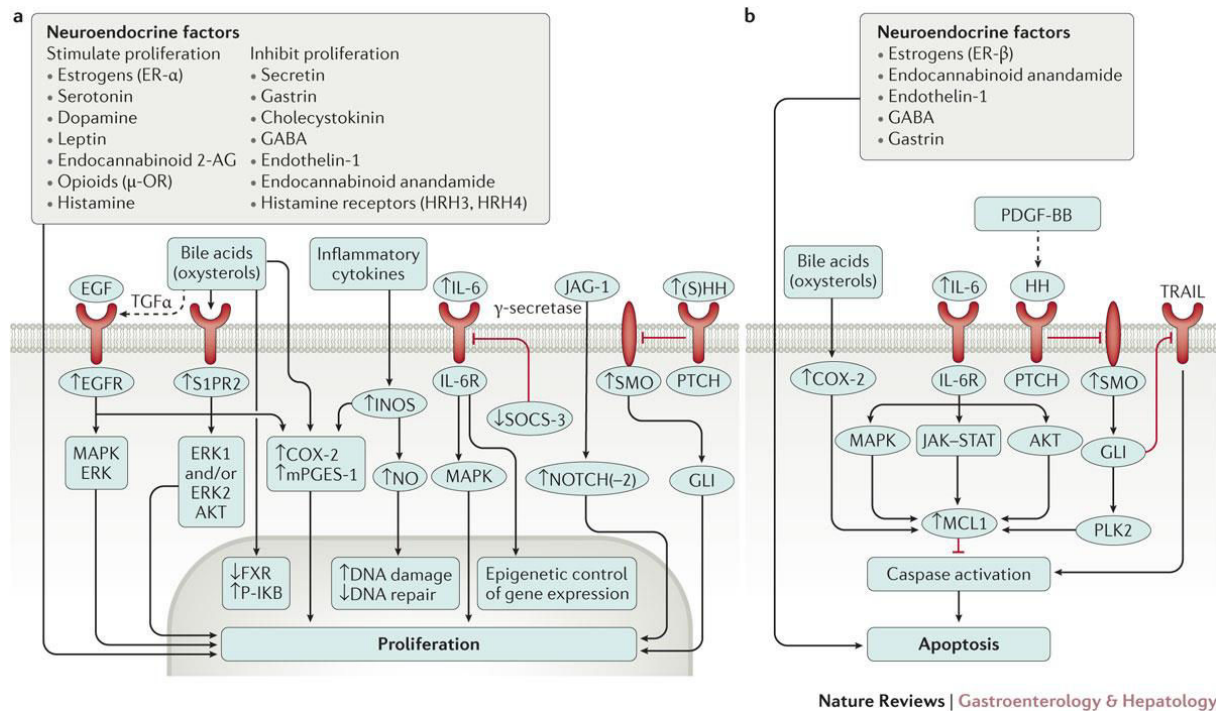 a
Neuroendocrine factors
Stimulate proliferation
• Estrogens (ER-α)
• Serotonin
• Dopamine
• Leptin
• Endocannabinoid 2-AG
• Opioids (μ-OR)
• Histamine
Inhibit proliferation
• Secretin
• Gastrin
• Cholecystokinin
• GABA
• Endothelin-1
• Endocannabinoid anandamide
• Histamine receptors (HRH3, HRH4)
EGF
TGFα
Bile acids
(oxysterols)
Inflammatory
cytokines
↑IL-6
γ-secretase
JAG-1
↑(S)HH
↑EGFR
↑S1PR2
↑INOS
IL-6R
↓SOCS-3
↑SMO
PTCH
MAPK
ERK
ERK1
and/or
ERK2
AKT
↑COX-2
↑mPGES-1
↑NO
MAPK
↑NOTCH(–2)
GLI
↓FXR
↑P-IKB
↑DNA damage
↓DNA repair
Epigenetic control
of gene expression
Proliferation
b
Neuroendocrine factors
• Estrogens (ER-β)
• Endocannabinoid anandamide
• Endothelin-1
• GABA
• Gastrin
PDGF-BB
Bile acids
(oxysterols)
↑IL-6
HH
TRAIL
↑COX-2
IL-6R
PTCH
↑SMO
MAPK
JAK–STAT
AKT
GLI
↑MCL1
PLK2
Caspase activation
Apoptosis
Nature Reviews | Gastroenterology & Hepatology